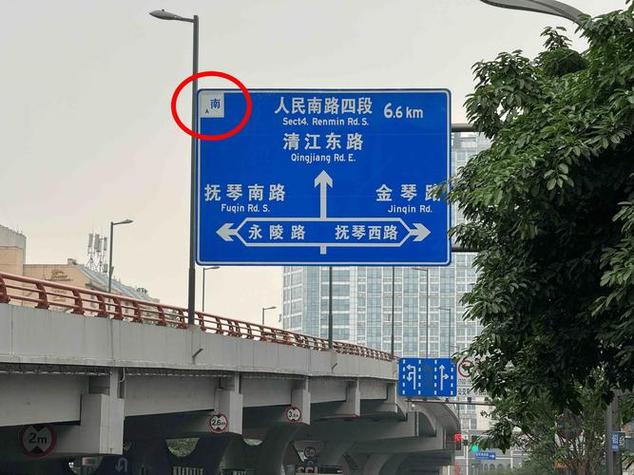 南
人民南路四段 6.6 km
Sect4. Renmin Rd. S.
清江东路
Qingjiang Rd. E.
抚琴南路 金琴路
Fuqin Rd. S. Jinqin Rd.
永陵路 抚琴西路
2.6m
2m